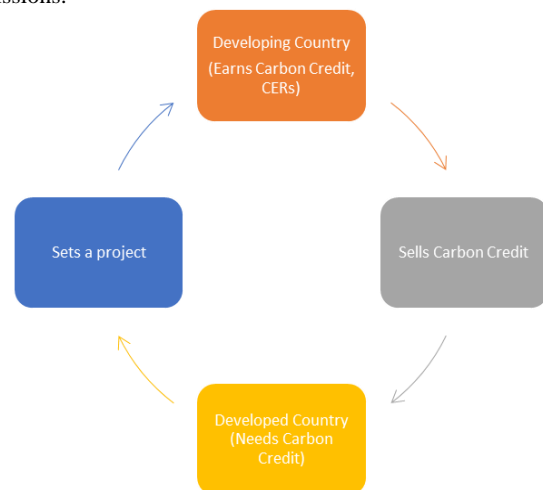 Developing Country
(Earns Carbon Credit,
CERs)
Sets a project
Sells Carbon Credit
Developed Country
(Needs Carbon
Credit)